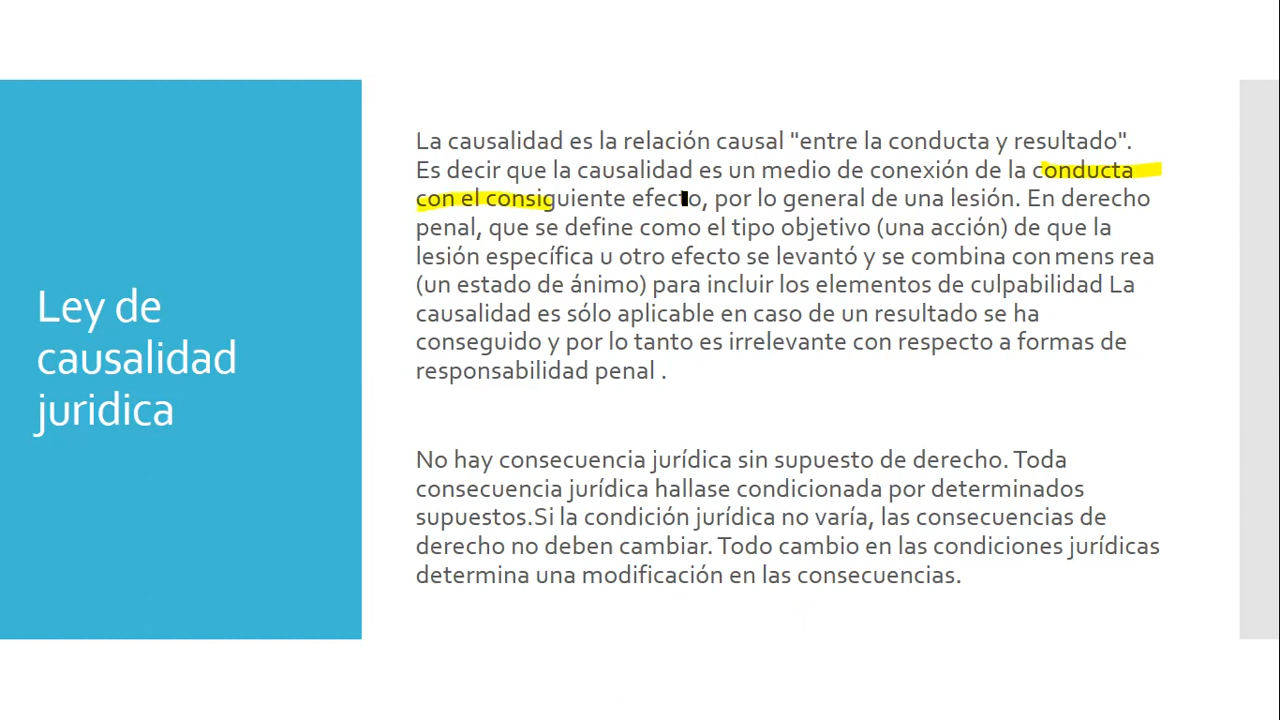 Ley de
causalidad
juridica
La causalidad es la relación causal "entre la conducta y resultado".
Es decir que la causalidad es un medio de conexión de la conducta
con el consiguiente efecto, por lo general de una lesión. En derecho
penal, que se define como el tipo objetivo (una acción) de que la
lesión específica u otro efecto se levantó y se combina con mens rea
(un estado de ánimo) para incluir los elementos de culpabilidad La
causalidad es sólo aplicable en caso de un resultado se ha
conseguido y por lo tanto es irrelevante con respecto a formas de
responsabilidad penal .
No hay consecuencia jurídica sin supuesto de derecho. Toda
consecuencia jurídica hallase condicionada por determinados
supuestos.Si la condición jurídica no varía, las consecuencias de
derecho no deben cambiar. Todo cambio en las condiciones jurídicas
determina una modificación en las consecuencias.